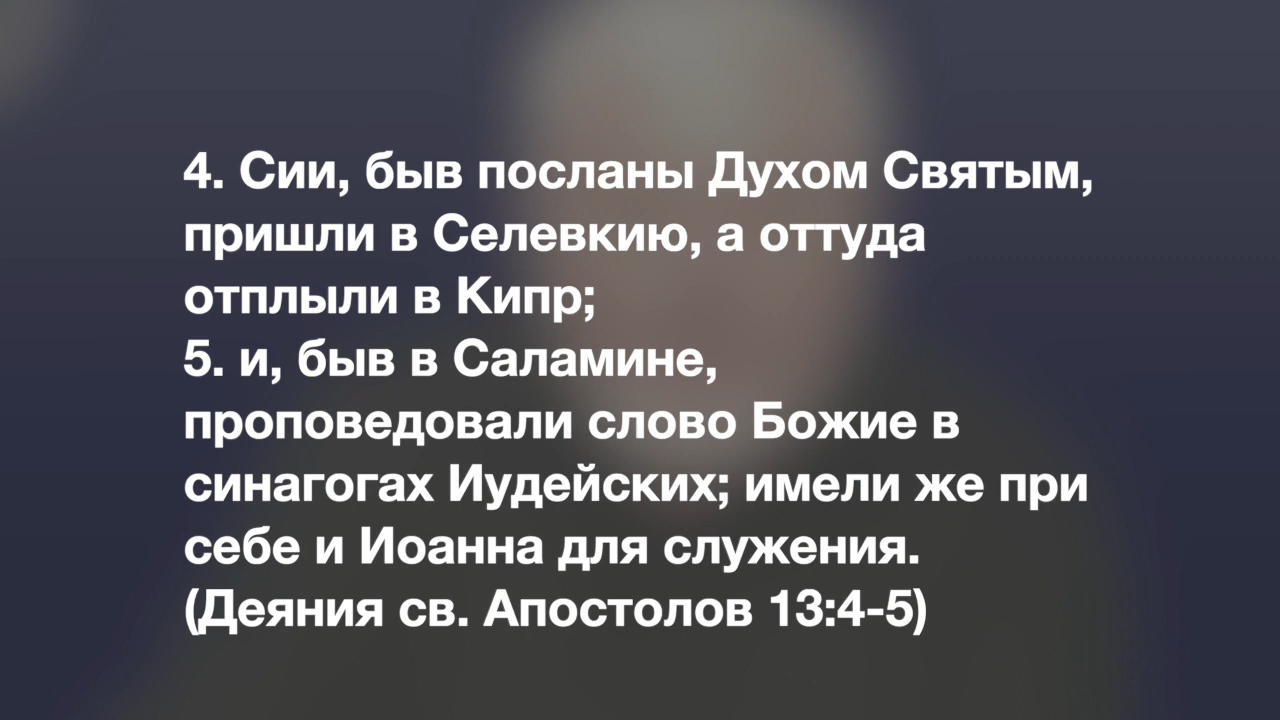 4. Сии, быв посланы Духом Святым,
пришли в Селевкию, а оттуда
отплыли в Кипр;
5. и, быв в Саламине,
проповедовали слово Божие в
синагогах Иудейских; имели же при
себе и Иоанна для служения.
(Деяния св. Апостолов 13:4-5)